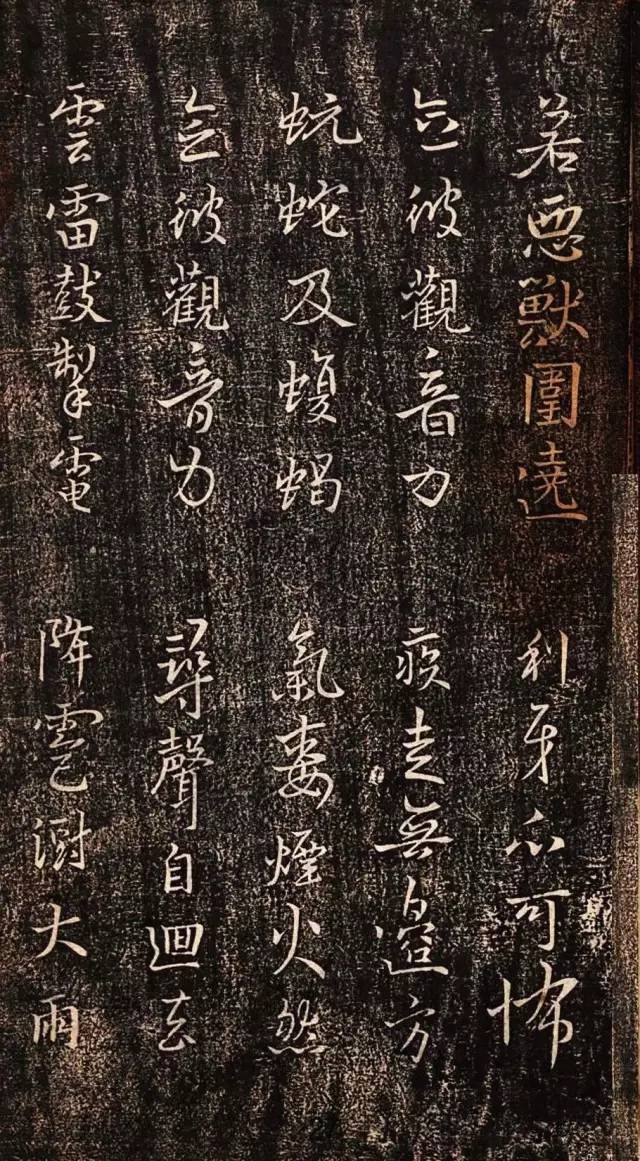 若惡獸圍遶 利牙爪可怖
念彼觀音力 疾走無邊方
蚖蛇及蝮蝎 氣毒煙火然
念彼觀音力 尋聲自迴去
雲雷鼓掣電 降雹澍大雨
27